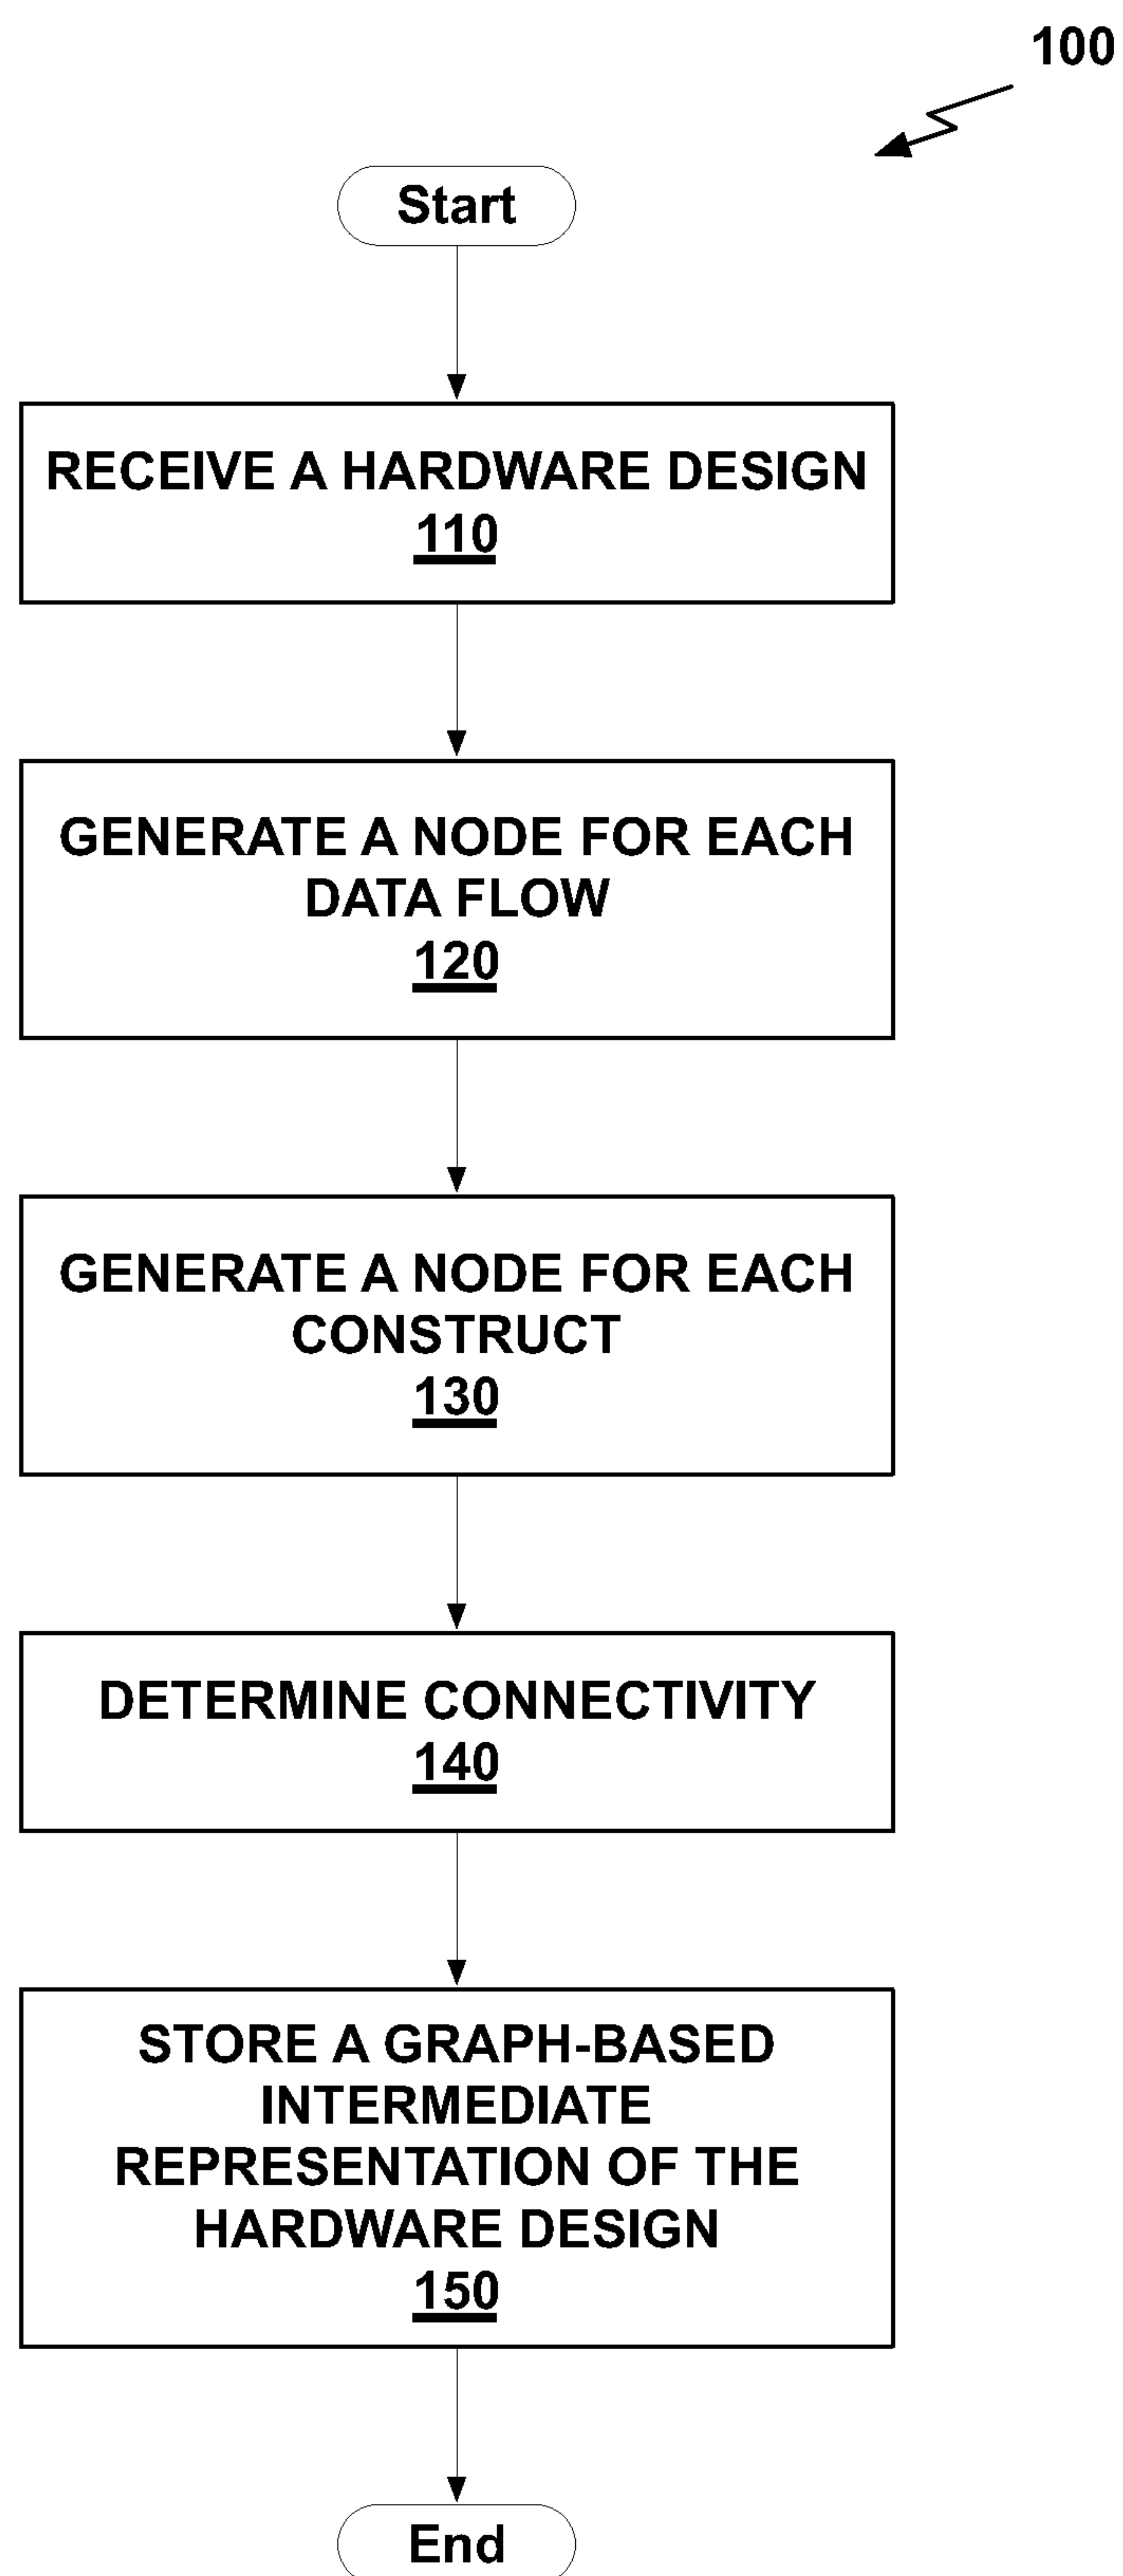 100
Start
RECEIVE A HARDWARE DESIGN
110
GENERATE A NODE FOR EACH
DATA FLOW
120
GENERATE A NODE FOR EACH
CONSTRUCT
130
DETERMINE CONNECTIVITY
140
STORE A GRAPH-BASED
INTERMEDIATE
REPRESENTATION OF THE
HARDWARE DESIGN
150
End